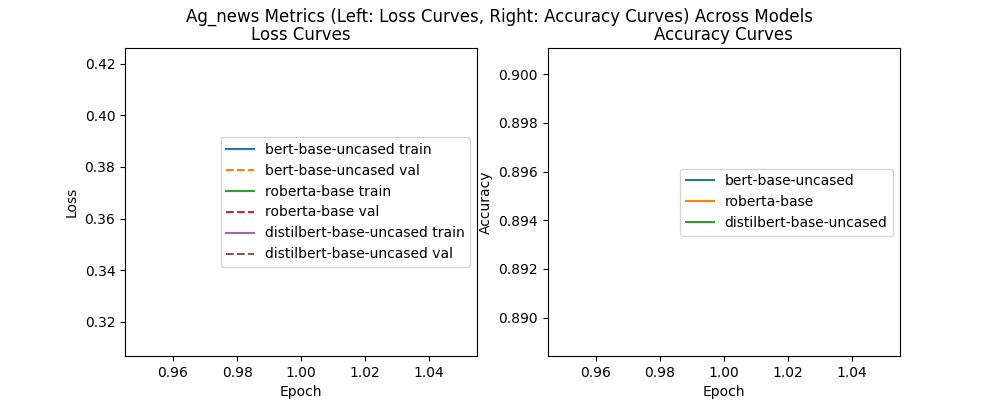 Ag_news Metrics (Left: Loss Curves, Right: Accuracy Curves) Across Models
Loss Curves
0.42
0.40
0.38
0.36
0.34
0.32
Loss
bert-base-uncased train
bert-base-uncased val
roberta-base train
roberta-base val
distilbert-base-uncased train
distilbert-base-uncased val
0.96 0.98 1.00 1.02 1.04
Epoch
Accuracy Curves
0.900
0.898
0.896
0.894
0.892
0.890
Accuracy
bert-base-uncased
roberta-base
distilbert-base-uncased
0.96 0.98 1.00 1.02 1.04
Epoch